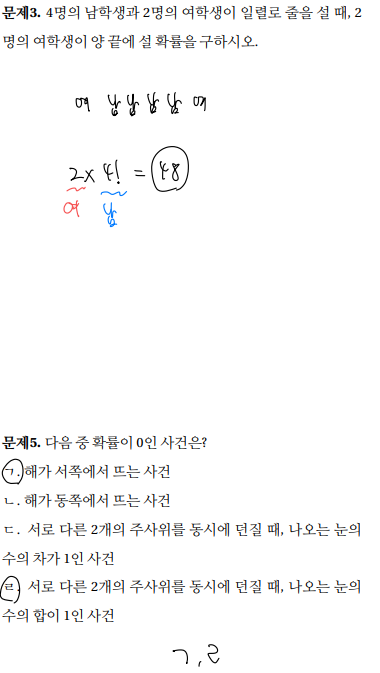 문제3. 4명의 남학생과 2명의 여학생이 일렬로 줄을 설 때, 2
명의 여학생이 양 끝에 설 확률을 구하시오.
여 남 남 남 남 여
2 × 4! = 48
여 남
문제5. 다음 중 확률이 0인 사건은?
ㄱ. 해가 서쪽에서 뜨는 사건
ㄴ. 해가 동쪽에서 뜨는 사건
ㄷ. 서로 다른 2개의 주사위를 동시에 던질 때, 나오는 눈의
수의 차가 1인 사건
ㄹ. 서로 다른 2개의 주사위를 동시에 던질 때, 나오는 눈의
수의 합이 1인 사건
ㄱ, ㄹ